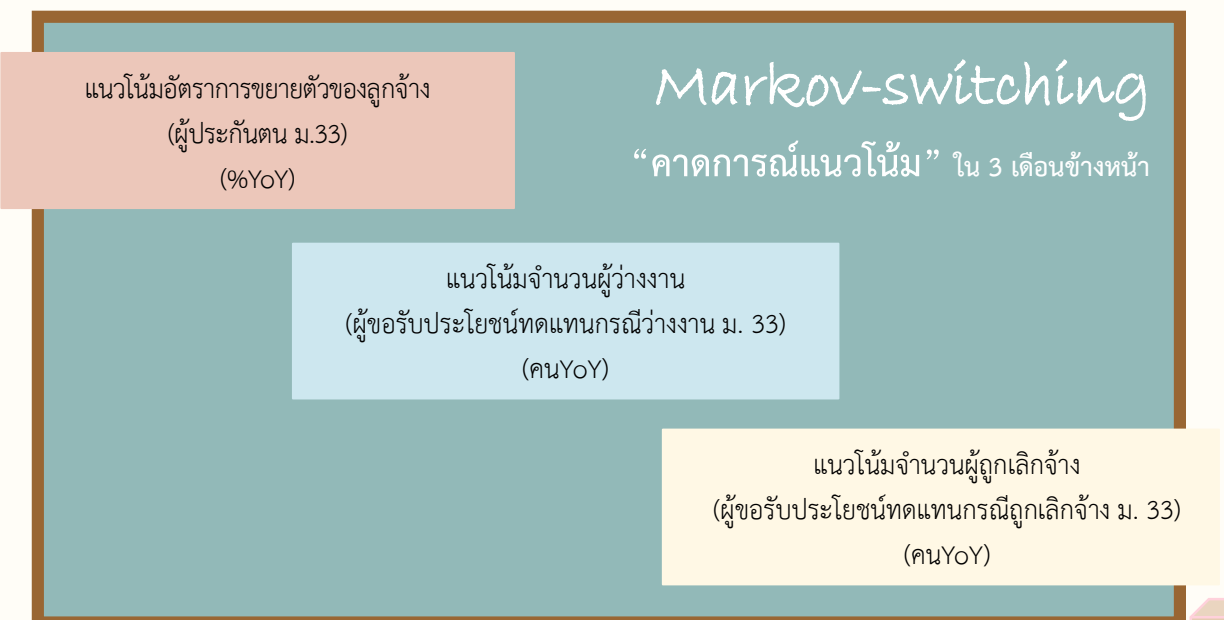 Markov-switching
“คาดการณ์แนวโน้ม” ใน 3 เดือนข้างหน้า
แนวโน้มอัตราการขยายตัวของลูกจ้าง
(ผู้ประกันตน ม.33)
(%YoY)
แนวโน้มจำนวนผู้ว่างงาน
(ผู้ขอรับประโยชน์ทดแทนกรณีว่างงาน ม. 33)
(คนYoY)
แนวโน้มจำนวนผู้ถูกเลิกจ้าง
(ผู้ขอรับประโยชน์ทดแทนกรณีถูกเลิกจ้าง ม. 33)
(คนYoY)